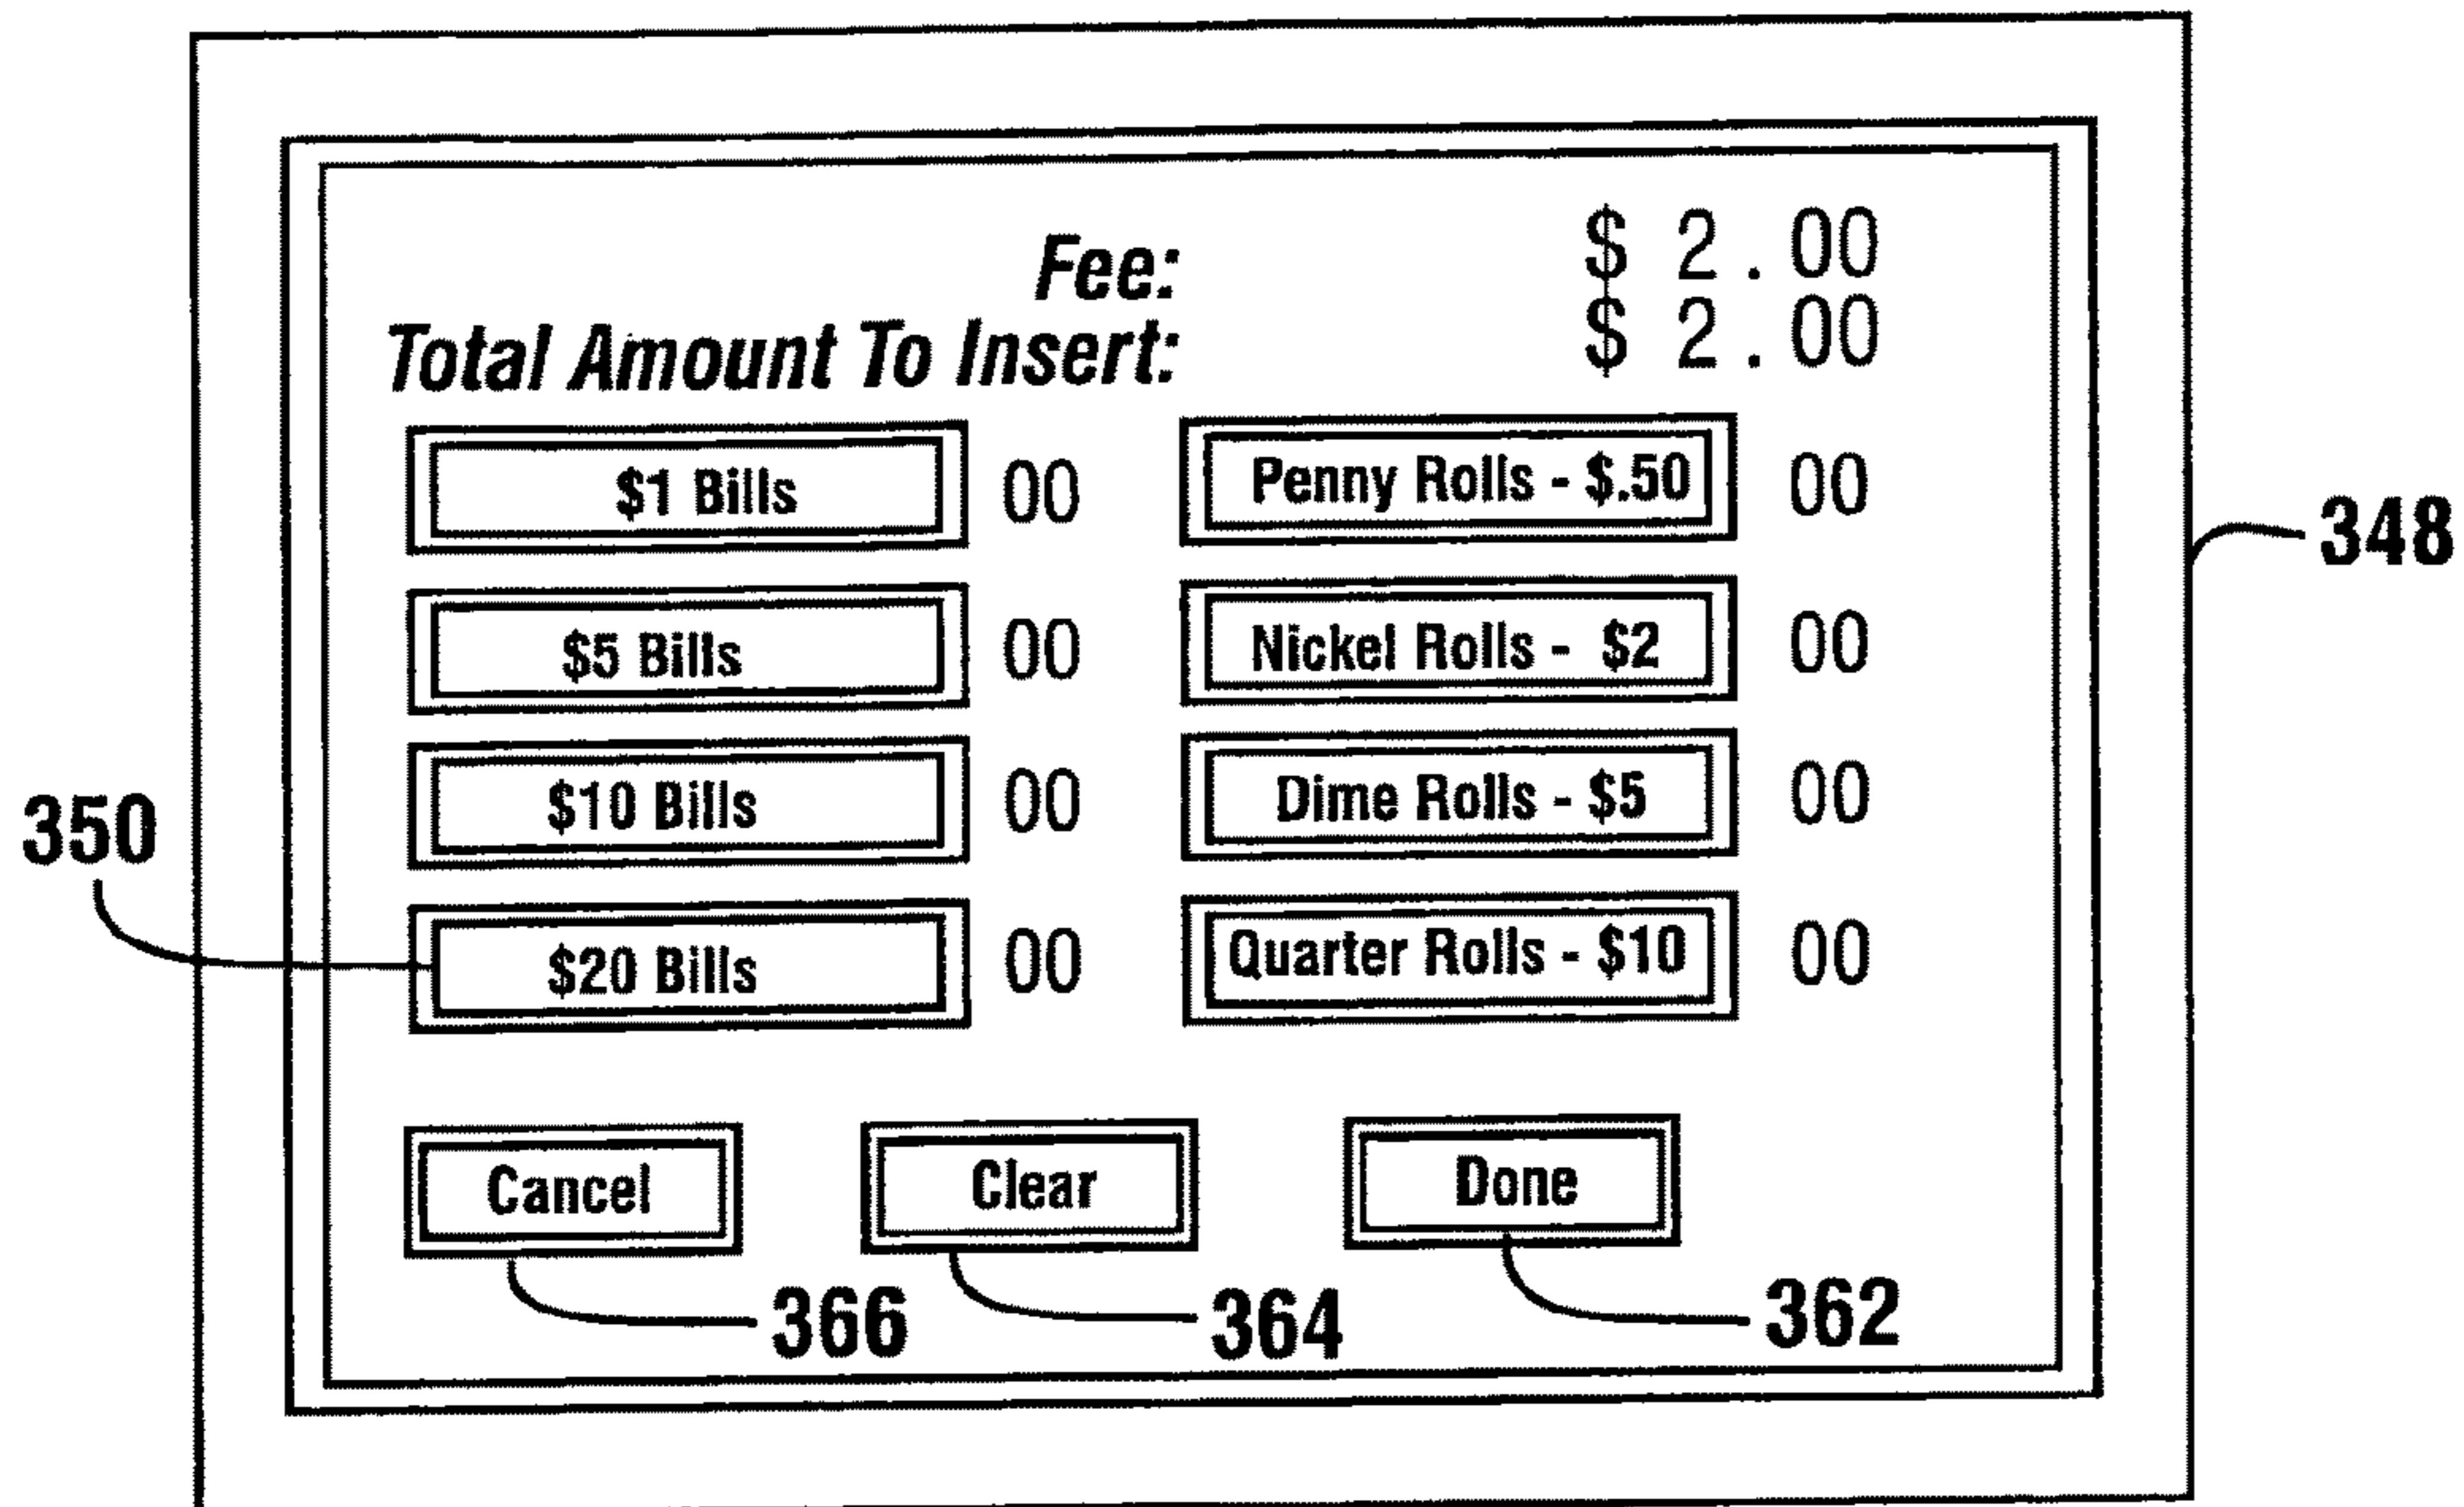 Fee: $ 2.00
Total Amount To Insert: $ 2.00
$1 Bills 00 Penny Rolls - $.50 00
348
$5 Bills 00 Nickel Rolls - $2 00
350
$10 Bills 00 Dime Rolls - $5 00
$20 Bills 00 Quarter Rolls - $10 00
Cancel Clear Done
366 364 362